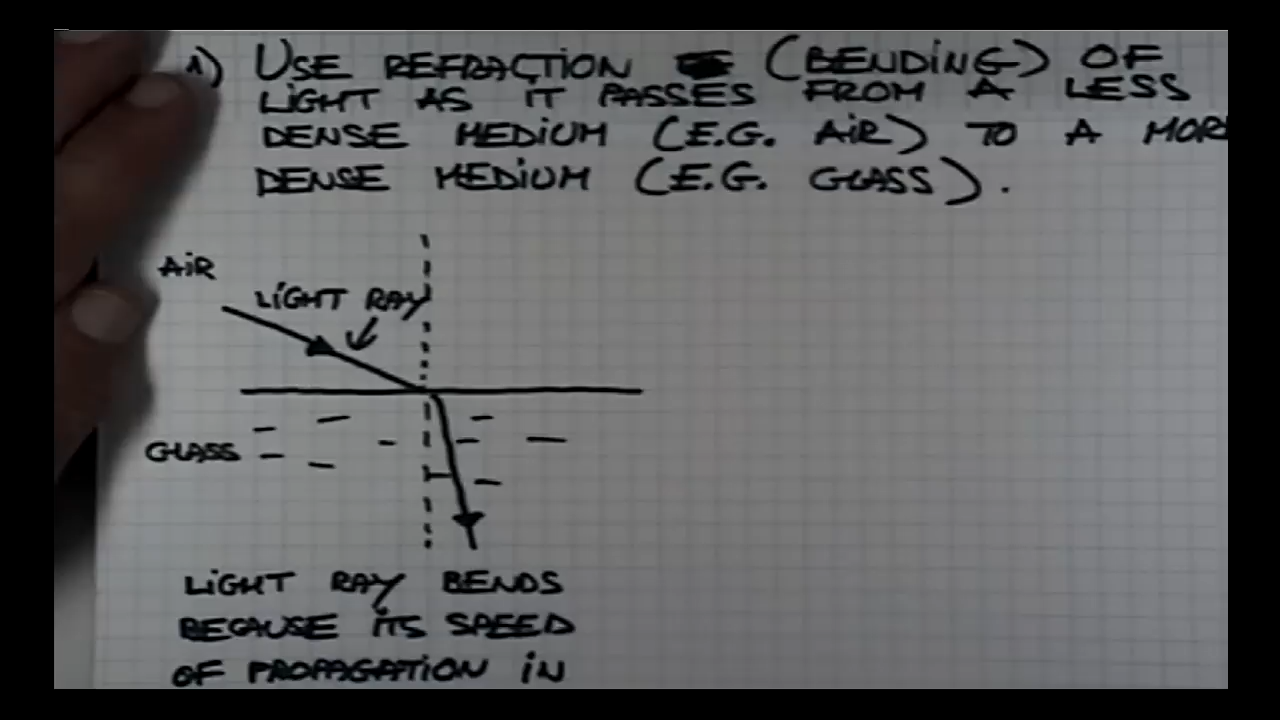 1) USE REFRACTION (BENDING) OF
LIGHT AS IT PASSES FROM A LESS
DENSE MEDIUM (E.G. AIR) TO A MORE
DENSE MEDIUM (E.G. GLASS).
AIR
LIGHT RAY
GLASS
LIGHT RAY BENDS
BECAUSE ITS SPEED
OF PROPAGATION IN